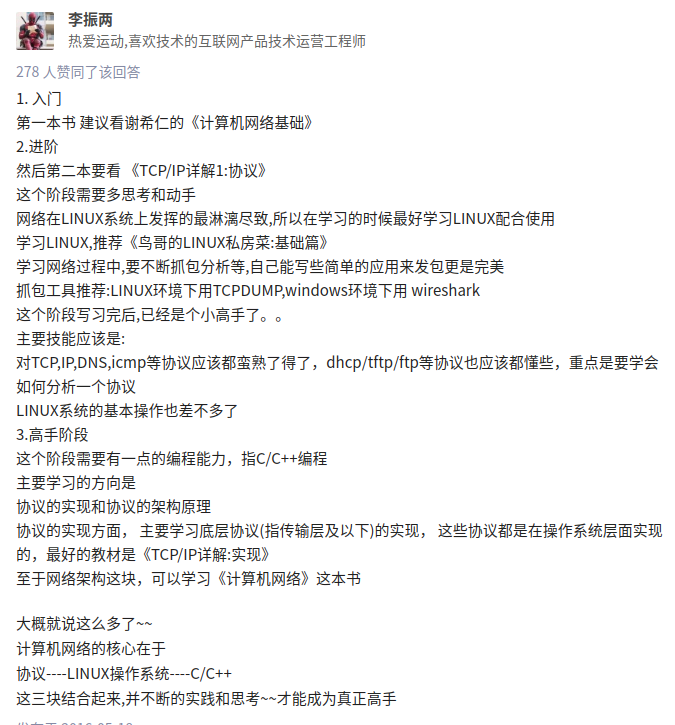 李振两
热爱运动,喜欢技术的互联网产品技术运营工程师
278 人赞同了该回答
1. 入门
第一本书 建议看谢希仁的《计算机网络基础》
2.进阶
然后第二本要看 《TCP/IP详解1:协议》
这个阶段需要多思考和动手
网络在LINUX系统上发挥的最淋漓尽致,所以在学习的时候最好学习LINUX配合使用
学习LINUX,推荐《鸟哥的LINUX私房菜:基础篇》
学习网络过程中,要不断抓包分析等,自己能写些简单的应用来发包更是完美
抓包工具推荐:LINUX环境下用TCPDUMP,windows环境下用 wireshark
这个阶段写习完后,已经是个小高手了。。
主要技能应该是:
对TCP,IP,DNS,icmp等协议应该都蛮熟了得了，dhcp/tftp/ftp等协议也应该都懂些，重点是要学会
如何分析一个协议
LINUX系统的基本操作也差不多了
3.高手阶段
这个阶段需要有一点的编程能力，指C/C++编程
主要学习的方向是
协议的实现和协议的架构原理
协议的实现方面， 主要学习底层协议(指传输层及以下)的实现， 这些协议都是在操作系统层面实现
的，最好的教材是《TCP/IP详解:实现》
至于网络架构这块，可以学习《计算机网络》这本书
大概就说这么多了~~
计算机网络的核心在于
协议----LINUX操作系统----C/C++
这三块结合起来,并不断的实践和思考~~才能成为真正高手